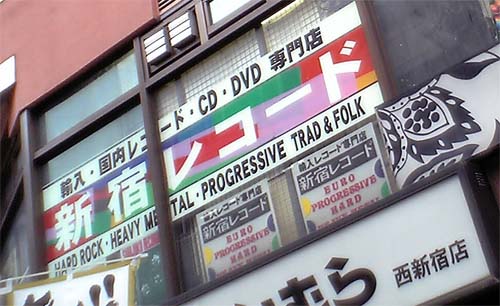 輸入・国内レコード・CD・DVD 専門店
新宿レコード
HARD ROCK・HEAVY METAL・PROGRESSIVE TRAD & FOLK
輸入レコード専門店
新宿レコード
EURO
PROGRESSIVE
HARD
輸入レコード専門店
新宿レコード
EURO
PROGRESSIVE
HARD
むら
西新宿店